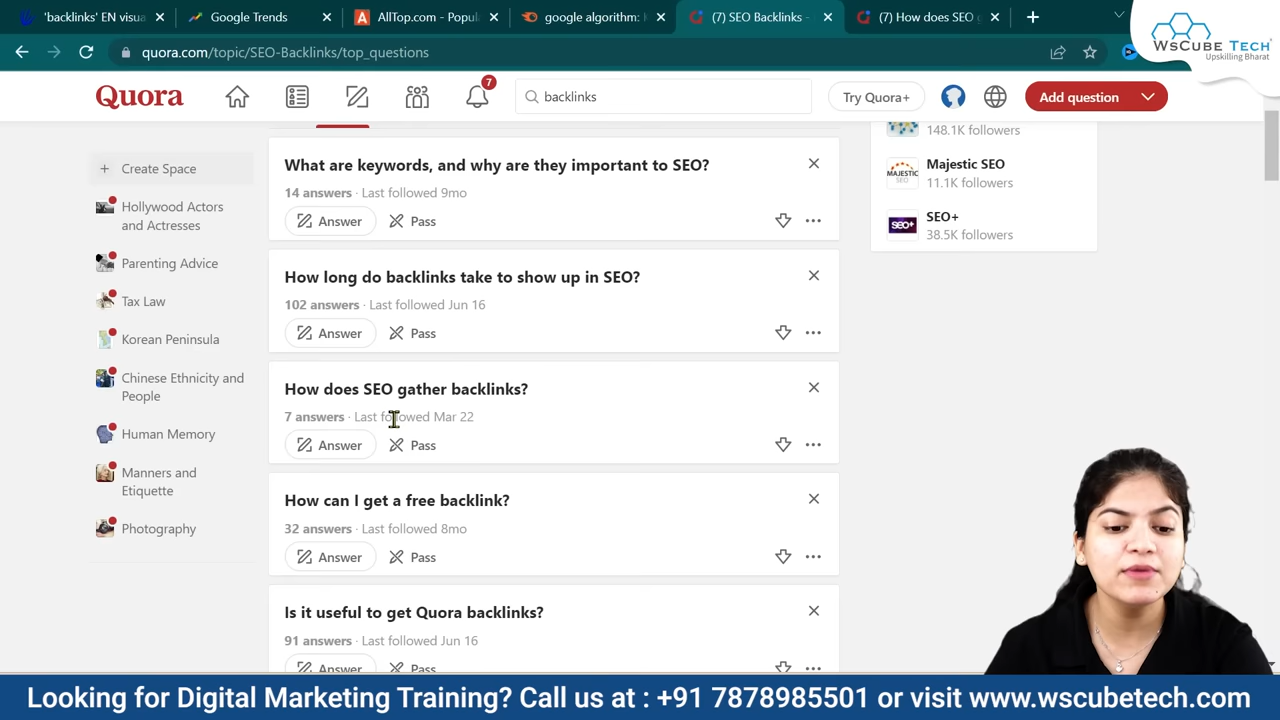 'backlinks' EN visua
Google Trends
AllTop.com - Popul
google algorithm: k
(7) SEO Backlinks -
(7) How does SEO g
WsCube Tech
Upskilling Bharat
quora.com/topic/SEO-Backlinks/top_questions
Quora
7
backlinks
Try Quora+
Add question
Create Space
Hollywood Actors
and Actresses
Parenting Advice
Tax Law
Korean Peninsula
Chinese Ethnicity and
People
Human Memory
Manners and
Etiquette
Photography
What are keywords, and why are they important to SEO?
14 answers · Last followed 9mo
Answer Pass
How long do backlinks take to show up in SEO?
102 answers · Last followed Jun 16
Answer Pass
How does SEO gather backlinks?
7 answers · Last followed Mar 22
Answer Pass
How can I get a free backlink?
32 answers · Last followed 8mo
Answer Pass
Is it useful to get Quora backlinks?
91 answers · Last followed Jun 16
Answer Pass
148.1K followers
MAJESTIC
SEO
Majestic SEO
11.1K followers
SEO+
SEO+
38.5K followers
Looking for Digital Marketing Training? Call us at : +91 7878985501 or visit www.wscubetech.com